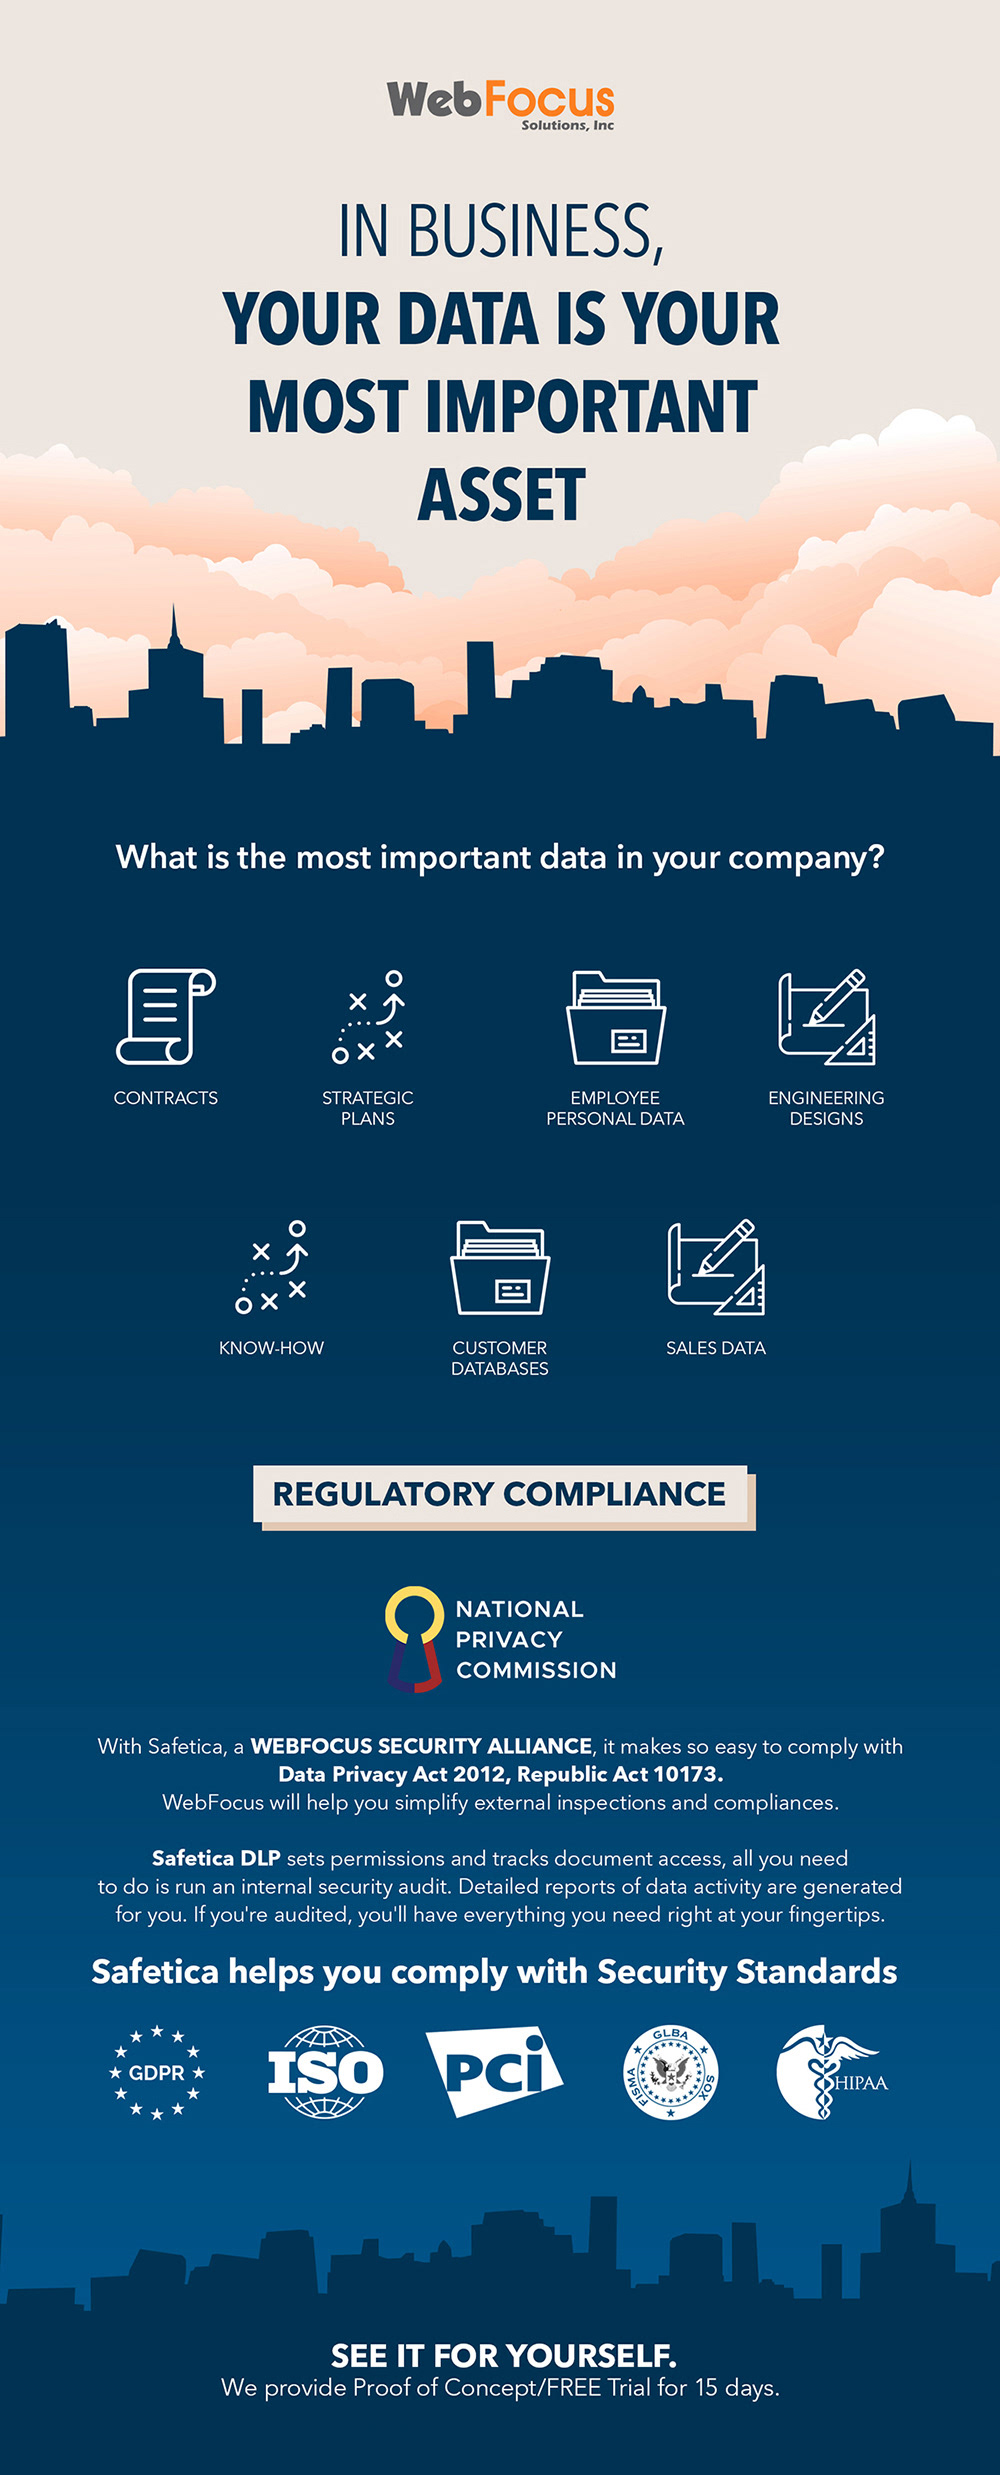 WebFocus
Solutions, Inc
IN BUSINESS,
YOUR DATA IS YOUR
MOST IMPORTANT
ASSET
What is the most important data in your company?
CONTRACTS
STRATEGIC
PLANS
EMPLOYEE
PERSONAL DATA
ENGINEERING
DESIGNS
KNOW-HOW
CUSTOMER
DATABASES
SALES DATA
REGULATORY COMPLIANCE
NATIONAL
PRIVACY
COMMISSION
With Safetica, a WEBFOCUS SECURITY ALLIANCE, it makes so easy to comply with
Data Privacy Act 2012, Republic Act 10173.
WebFocus will help you simplify external inspections and compliances.
Safetica DLP sets permissions and tracks document access, all you need
to do is run an internal security audit. Detailed reports of data activity are generated
for you. If you're audited, you'll have everything you need right at your fingertips.
Safetica helps you comply with Security Standards
GDPR
ISO
PCi
GLBA
FISMA
SOX
HIPAA
SEE IT FOR YOURSELF.
We provide Proof of Concept/FREE Trial for 15 days.